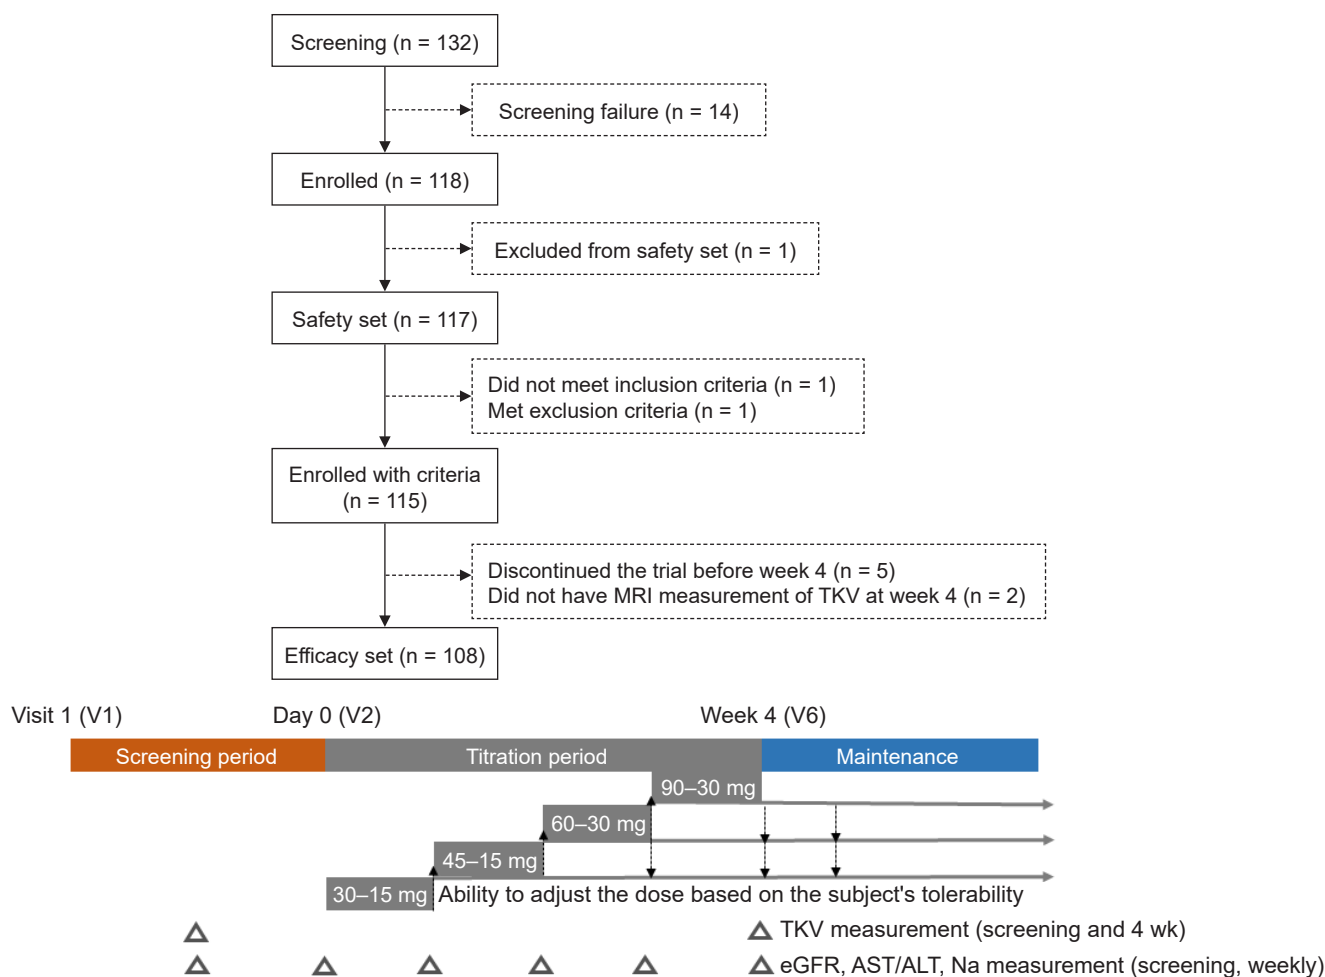 Screening (n = 132)
Screening failure (n = 14)
Enrolled (n = 118)
Excluded from safety set (n = 1)
Safety set (n = 117)
Did not meet inclusion criteria (n = 1)
Met exclusion criteria (n = 1)
Enrolled with criteria
(n = 115)
Discontinued the trial before week 4 (n = 5)
Did not have MRI measurement of TKV at week 4 (n = 2)
Efficacy set (n = 108)
Visit 1 (V1)
Day 0 (V2)
Week 4 (V6)
Screening period
Titration period
Maintenance
90–30 mg
60–30 mg
45–15 mg
30–15 mg
Ability to adjust the dose based on the subject's tolerability
TKV measurement (screening and 4 wk)
eGFR, AST/ALT, Na measurement (screening, weekly)